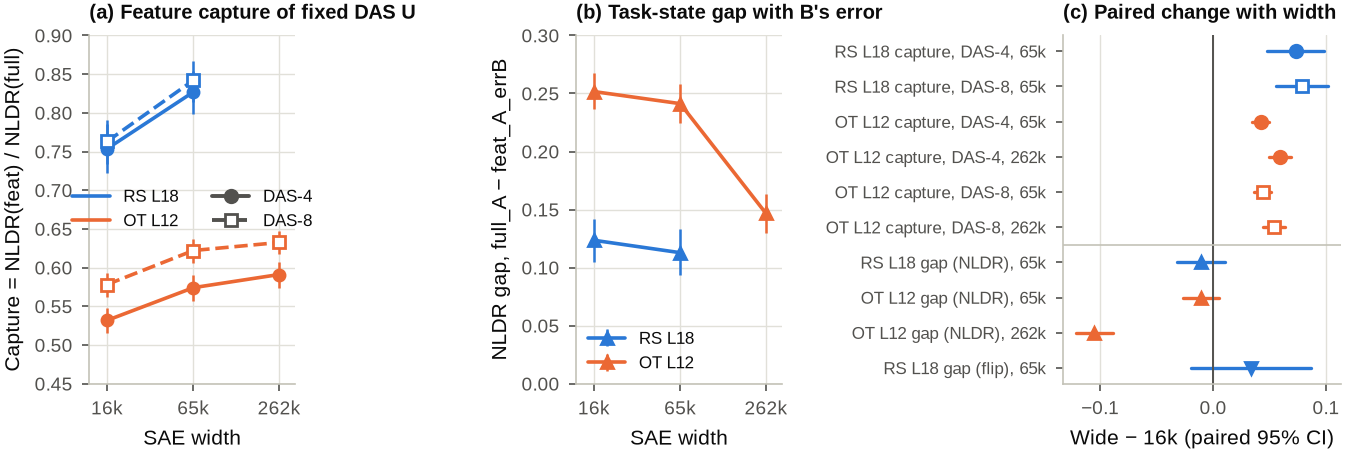 (a) Feature capture of fixed DAS U
Capture = NLDR(feat) / NLDR(full)
0.90
0.85
0.80
0.75
0.70
0.65
0.60
0.55
0.50
0.45
RS L18
OT L12
DAS-4
DAS-8
16k
65k
262k
SAE width
(b) Task-state gap with B's error
NLDR gap, full_A − feat_A_errB
0.30
0.25
0.20
0.15
0.10
0.05
0.00
RS L18
OT L12
16k
65k
262k
SAE width
(c) Paired change with width
RS L18 capture, DAS-4, 65k
RS L18 capture, DAS-8, 65k
OT L12 capture, DAS-4, 65k
OT L12 capture, DAS-4, 262k
OT L12 capture, DAS-8, 65k
OT L12 capture, DAS-8, 262k
RS L18 gap (NLDR), 65k
OT L12 gap (NLDR), 65k
OT L12 gap (NLDR), 262k
RS L18 gap (flip), 65k
−0.1
0.0
0.1
Wide − 16k (paired 95% CI)